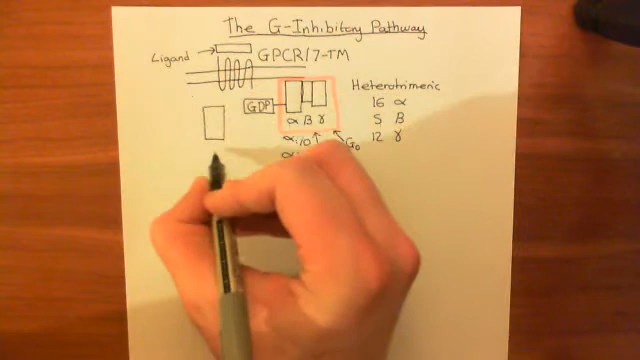 The G-Inhibitory Pathway
Ligand
GPCR/7-TM
GDP
α β γ
αi/o
Go
Heterotrimeric
16 α
5 β
12 γ